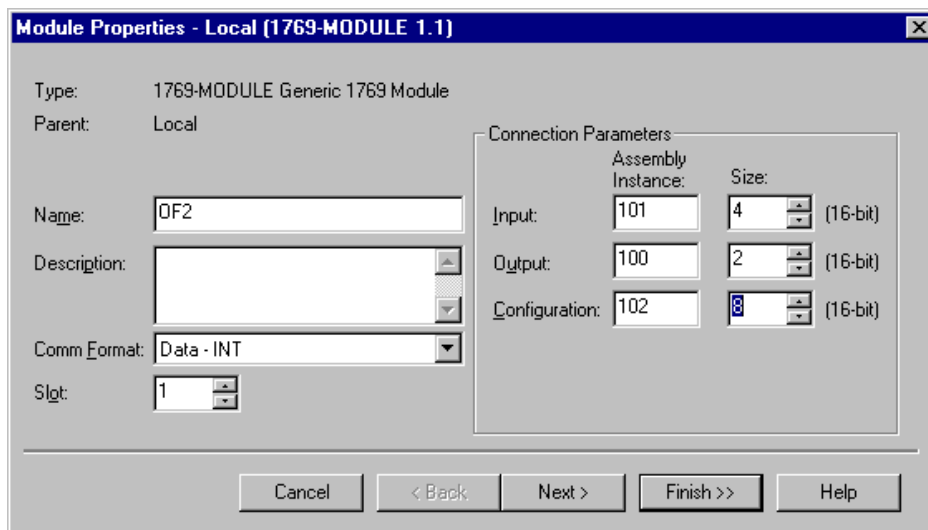 Module Properties - Local (1769-MODULE 1.1)
Type: 1769-MODULE Generic 1769 Module
Parent: Local
Connection Parameters
Assembly Instance: Size:
Name: OF2
Input: 101 4 (16-bit)
Description:
Output: 100 2 (16-bit)
Configuration: 102 8 (16-bit)
Comm Format: Data - INT
Slot: 1
Cancel < Back Next > Finish >> Help